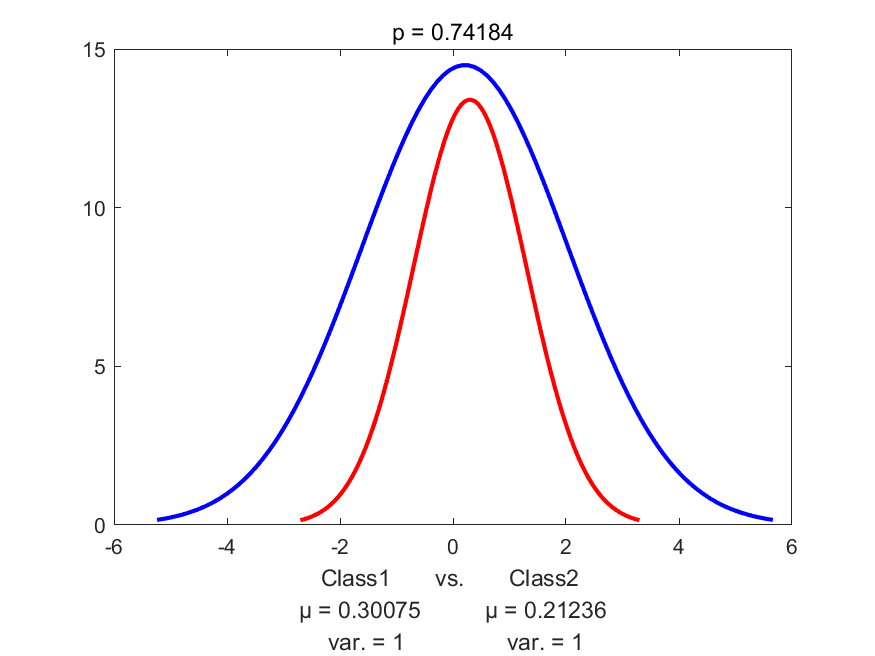 p = 0.74184
15
10
5
0
-6 -4 -2 0 2 4 6
Class1 vs. Class2
μ = 0.30075 μ = 0.21236
var. = 1 var. = 1